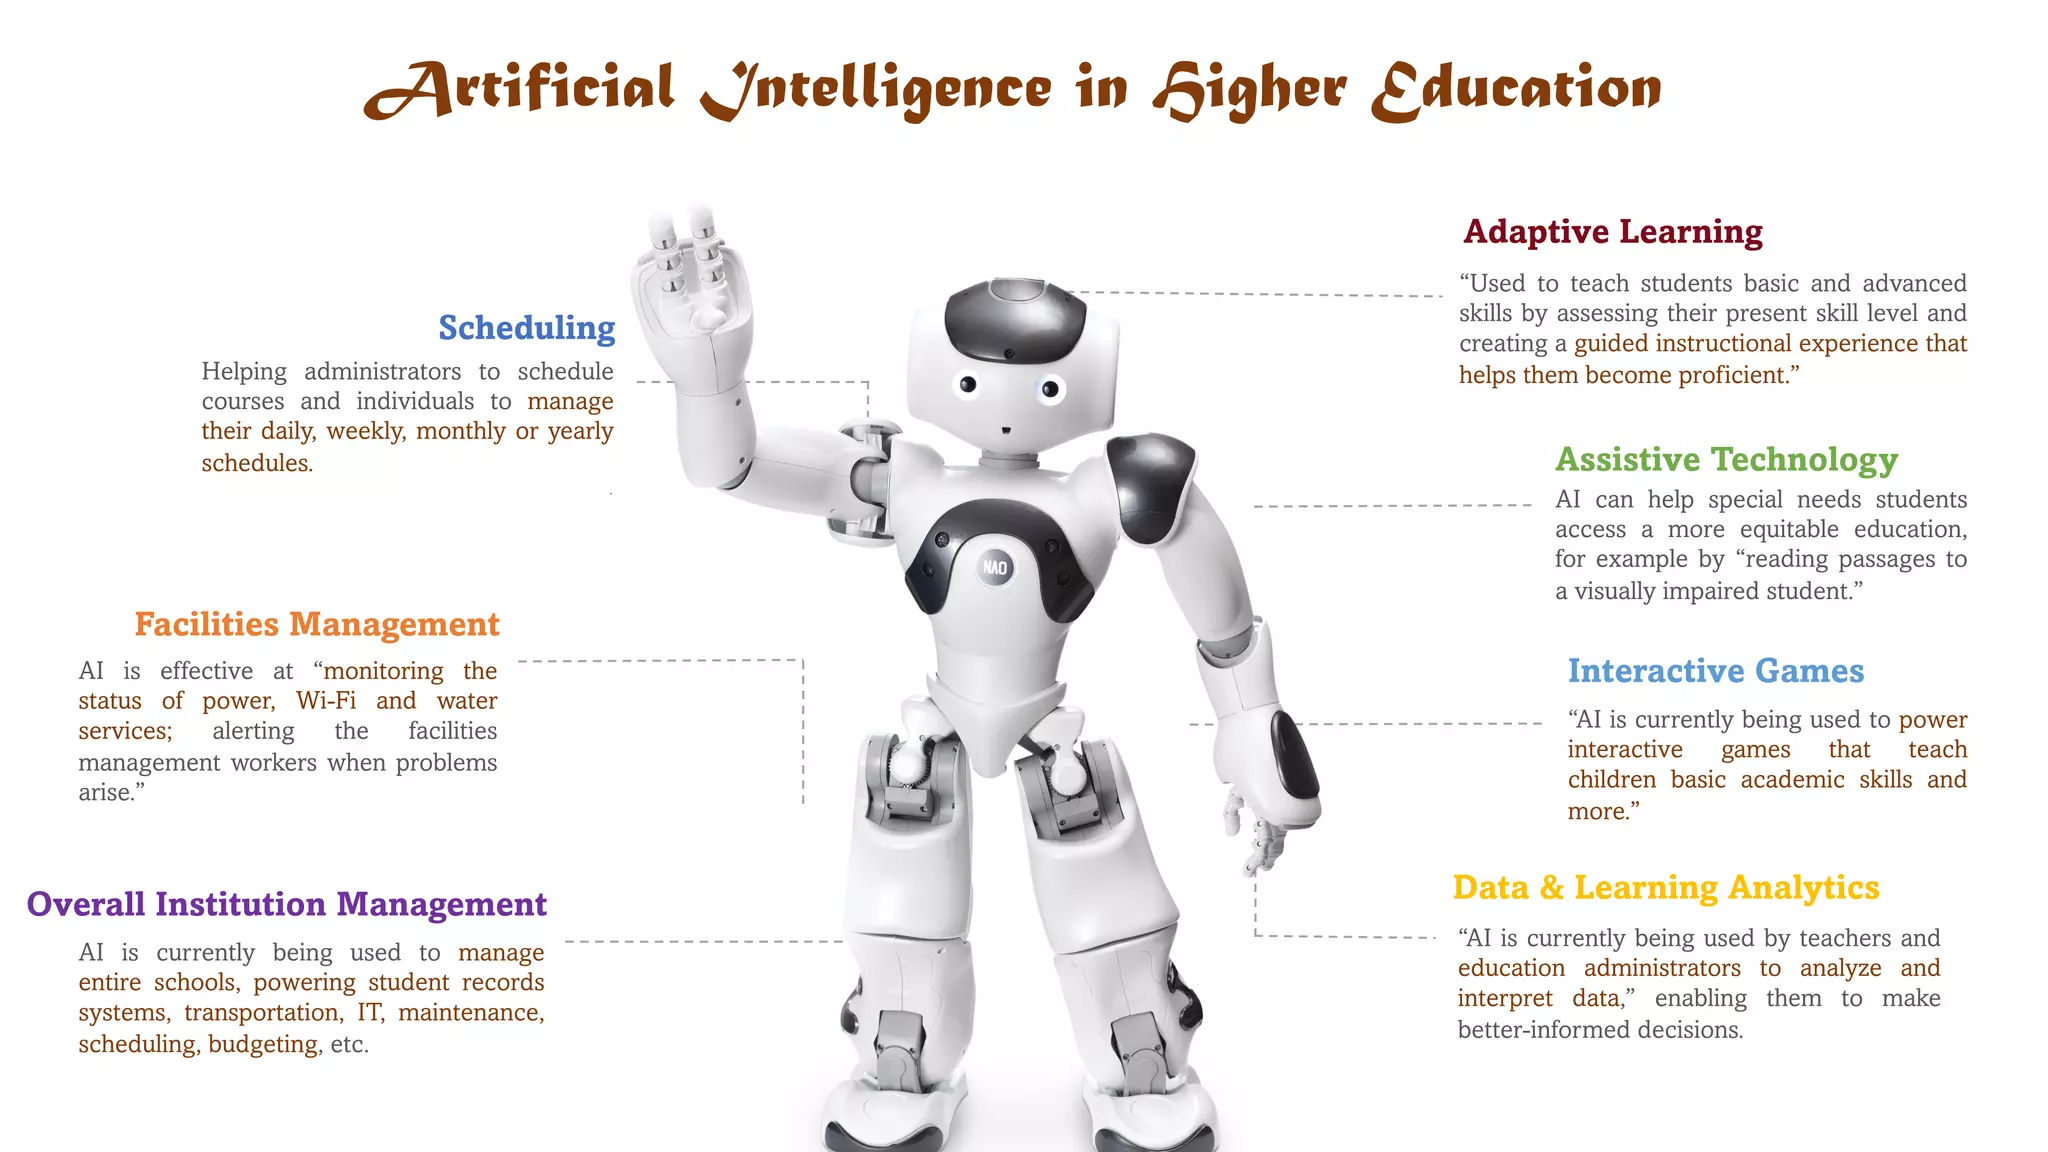 Artificial Intelligence in Higher Education
Scheduling
Helping administrators to schedule
courses and individuals to manage
their daily, weekly, monthly or yearly
schedules.
.
Facilities Management
AI is effective at “monitoring the
status of power, Wi-Fi and water
services; alerting the facilities
management workers when problems
arise.”
Overall Institution Management
AI is currently being used to manage
entire schools, powering student records
systems, transportation, IT, maintenance,
scheduling, budgeting, etc.
NAO
Adaptive Learning
“Used to teach students basic and advanced
skills by assessing their present skill level and
creating a guided instructional experience that
helps them become proficient.”
Assistive Technology
AI can help special needs students
access a more equitable education,
for example by “reading passages to
a visually impaired student.”
Interactive Games
“AI is currently being used to power
interactive games that teach
children basic academic skills and
more.”
Data & Learning Analytics
“AI is currently being used by teachers and
education administrators to analyze and
interpret data,” enabling them to make
better-informed decisions.